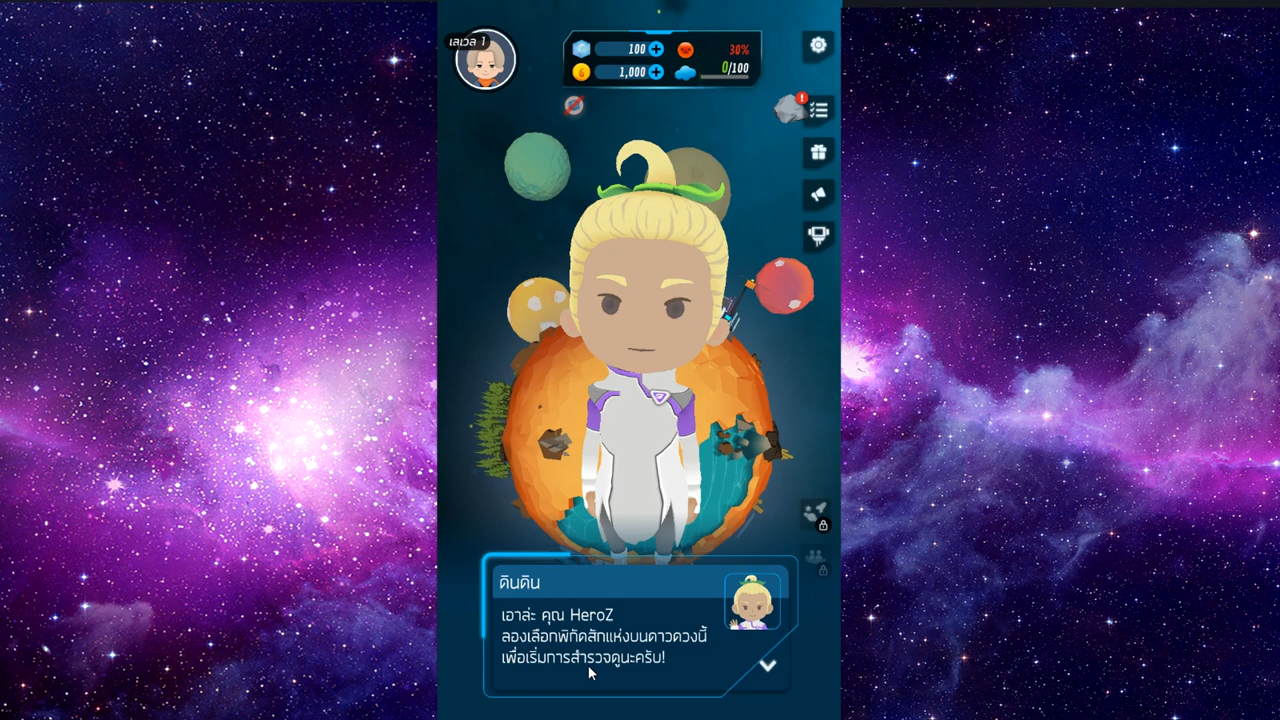 เลเวล 1
100
30%
1,000
0/100
ดินดิน
เอาล่ะ คุณ HeroZ
ลองเลือกพิกัดสักแห่งบนดาวดวงนี้
เพื่อเริ่มการสำรวจดูนะครับ!